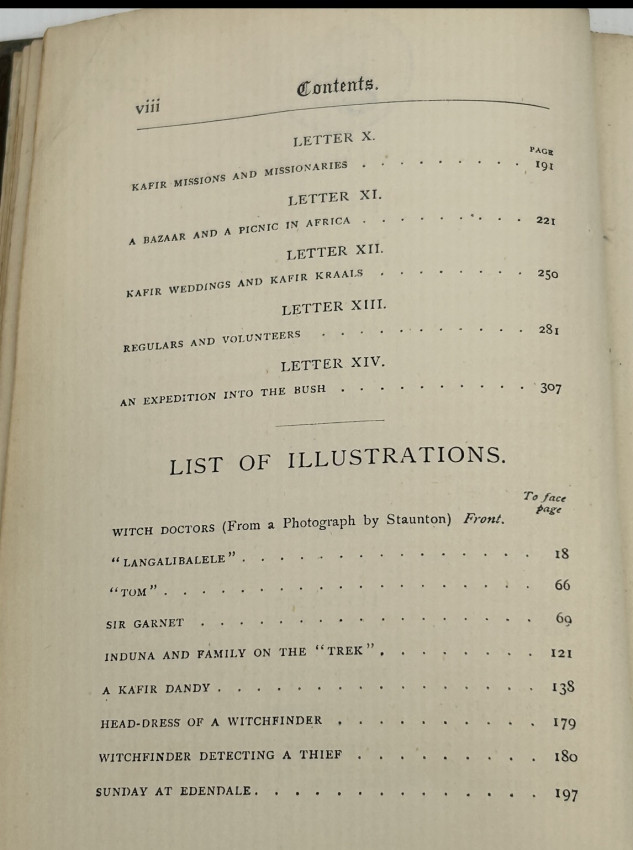 viii
Contents.
LETTER X.
PAGE
KAFIR MISSIONS AND MISSIONARIES . . . . . . . . . 191
LETTER XI.
A BAZAAR AND A PICNIC IN AFRICA . . . . . . . . . 221
LETTER XII.
KAFIR WEDDINGS AND KAFIR KRAALS . . . . . . . . 250
LETTER XIII.
REGULARS AND VOLUNTEERS . . . . . . . . . . . 281
LETTER XIV.
AN EXPEDITION INTO THE BUSH . . . . . . . . . . 307
LIST OF ILLUSTRATIONS.
To face
page
WITCH DOCTORS (From a Photograph by Staunton) Front.
"LANGALIBALELE" . . . . . . . . . . . . . . . 18
"TOM" . . . . . . . . . . . . . . . . . . . 66
SIR GARNET . . . . . . . . . . . . . . . . . 69
INDUNA AND FAMILY ON THE "TREK" . . . . . . . . 121
A KAFIR DANDY . . . . . . . . . . . . . . . . 138
HEAD-DRESS OF A WITCHFINDER . . . . . . . . . . 179
WITCHFINDER DETECTING A THIEF . . . . . . . . . 180
SUNDAY AT EDENDALE . . . . . . . . . . . . . . 197